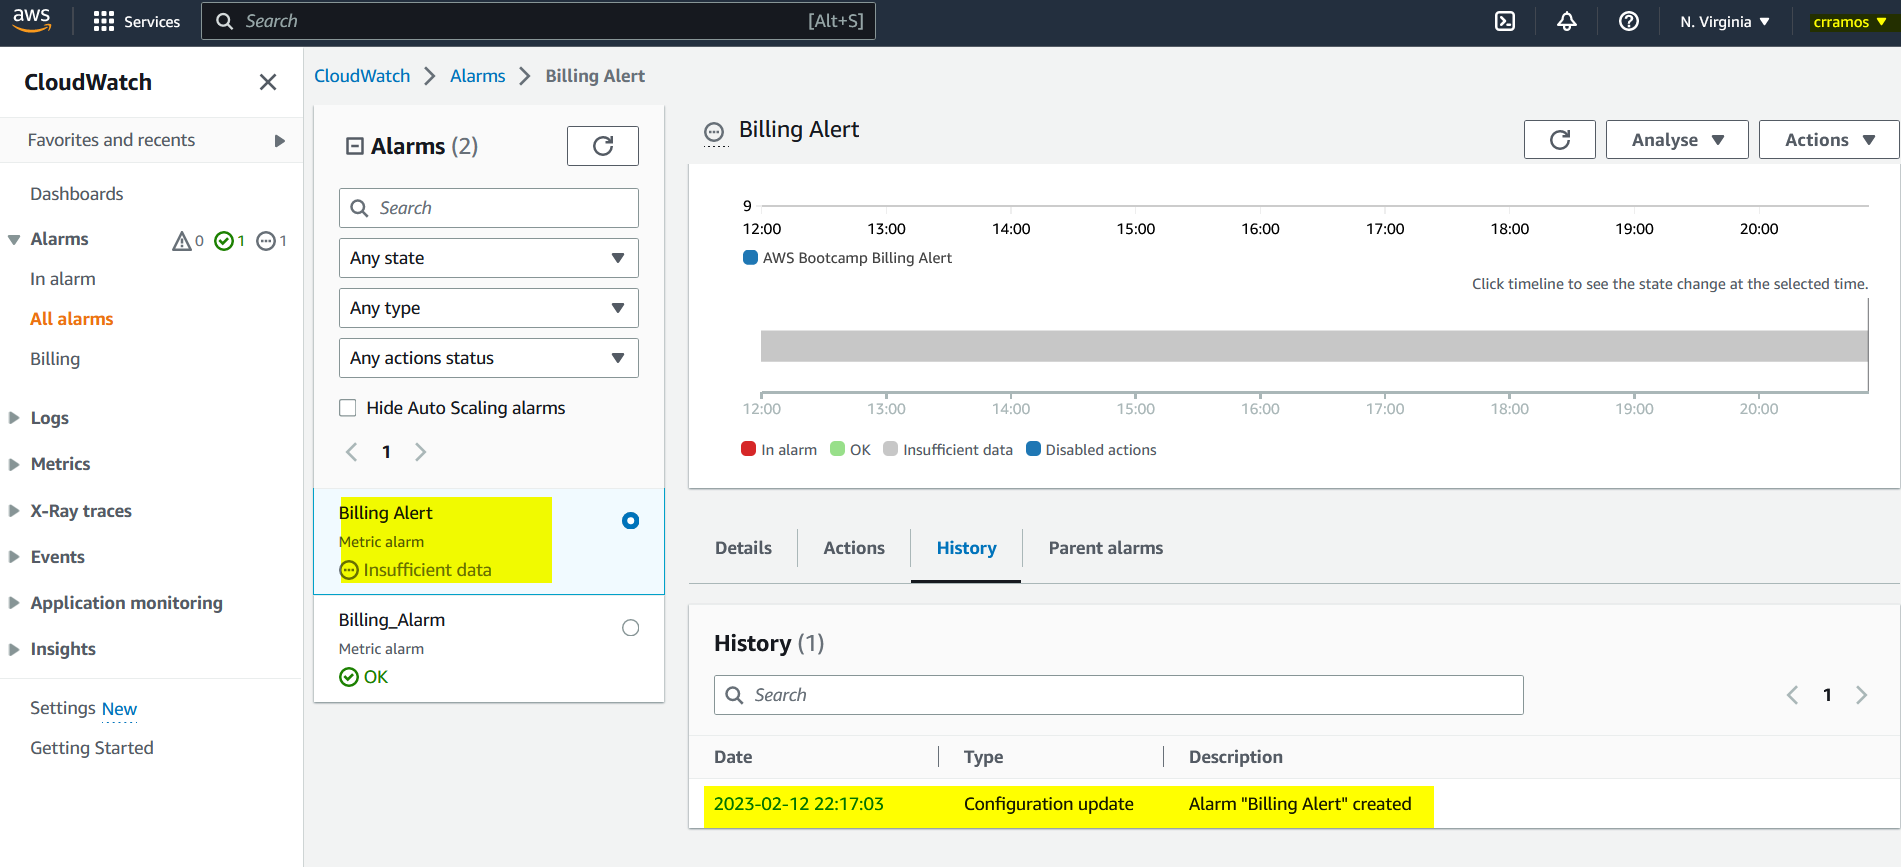 aws
Services
Search [Alt+S]
N. Virginia
crramos
CloudWatch
Favorites and recents
Dashboards
Alarms 0 1 1
In alarm
All alarms
Billing
Logs
Metrics
X-Ray traces
Events
Application monitoring
Insights
Settings New
Getting Started
CloudWatch Alarms Billing Alert
Alarms (2)
Search
Any state
Any type
Any actions status
Hide Auto Scaling alarms
1
Billing Alert
Metric alarm
Insufficient data
Billing_Alarm
Metric alarm
OK
Billing Alert
Analyse
Actions
9
12:00 13:00 14:00 15:00 16:00 17:00 18:00 19:00 20:00
AWS Bootcamp Billing Alert
Click timeline to see the state change at the selected time.
12:00 13:00 14:00 15:00 16:00 17:00 18:00 19:00 20:00
In alarm OK Insufficient data Disabled actions
Details Actions History Parent alarms
History (1)
Search
1
Date Type Description
2023-02-12 22:17:03 Configuration update Alarm "Billing Alert" created